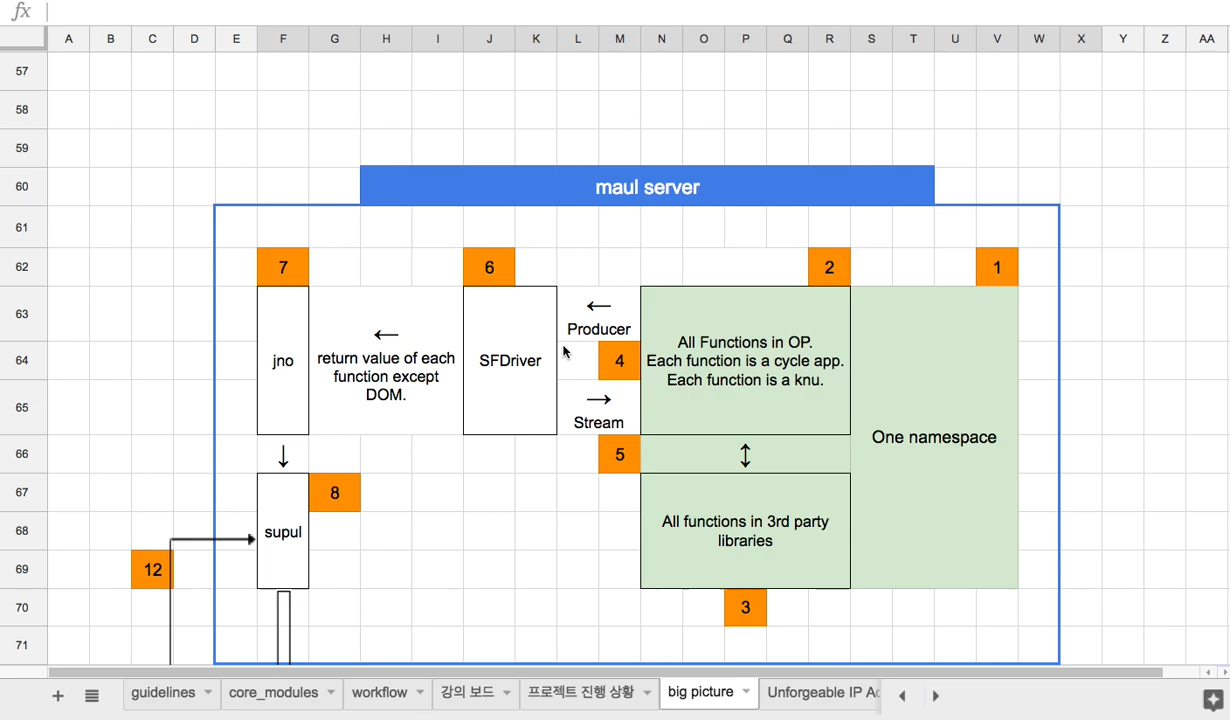 fx
A B C D E F G H I J K L M N O P Q R S T U V W X Y Z AA
57
58
59
60 maul server
61
62 7 6 2 1
63 ←
Producer
64 jno
←
return value of each
function except
DOM.
SFDriver
4
All Functions in OP.
Each function is a cycle app.
Each function is a knu.
65 →
Stream
One namespace
66 ↓ 5 ↕
67 8
68 supul
All functions in 3rd party
libraries
69 12
70 3
71
+ guidelines core_modules workflow 강의 보드 프로젝트 진행 상황 big picture Unforgeable IP Ac